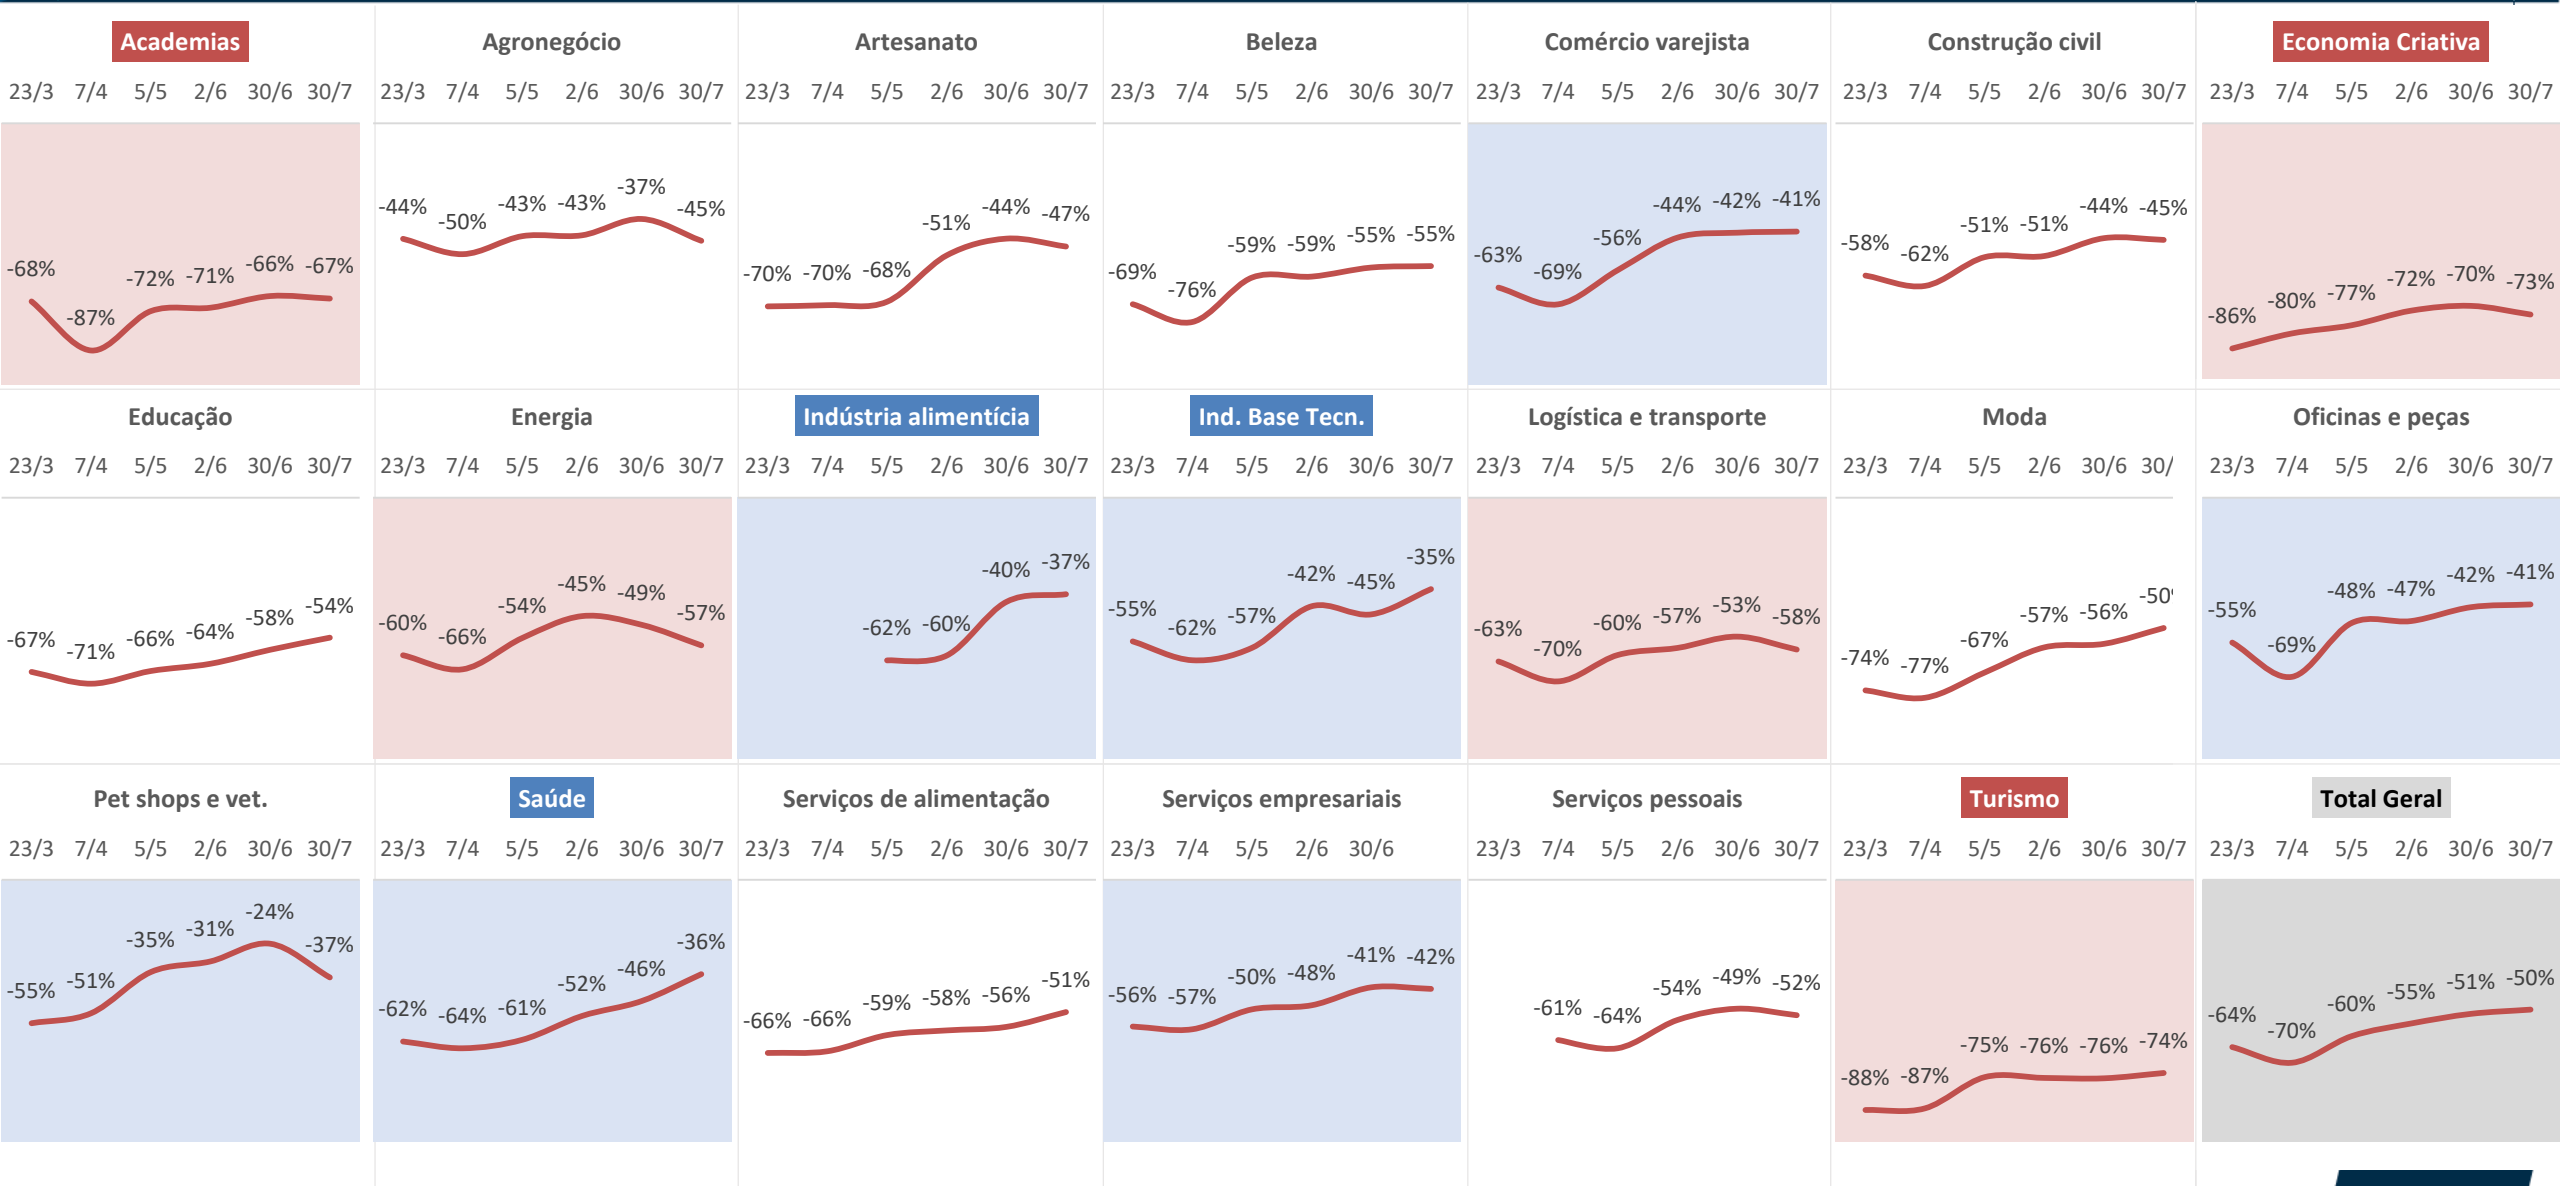 Academias
23/3 7/4 5/5 2/6 30/6 30/7
-68% -87% -72% -71% -66% -67%
Agronegócio
23/3 7/4 5/5 2/6 30/6 30/7
-44% -50% -43% -43% -37% -45%
Artesanato
23/3 7/4 5/5 2/6 30/6 30/7
-70% -70% -68% -51% -44% -47%
Beleza
23/3 7/4 5/5 2/6 30/6 30/7
-69% -76% -59% -59% -55% -55%
Comércio varejista
23/3 7/4 5/5 2/6 30/6 30/7
-63% -69% -56% -44% -42% -41%
Construção civil
23/3 7/4 5/5 2/6 30/6 30/7
-58% -62% -51% -51% -44% -45%
Economia Criativa
23/3 7/4 5/5 2/6 30/6 30/7
-86% -80% -77% -72% -70% -73%
Educação
23/3 7/4 5/5 2/6 30/6 30/7
-67% -71% -66% -64% -58% -54%
Energia
23/3 7/4 5/5 2/6 30/6 30/7
-60% -66% -54% -45% -49% -57%
Indústria alimentícia
23/3 7/4 5/5 2/6 30/6 30/7
-62% -60% -40% -37%
Ind. Base Tecn.
23/3 7/4 5/5 2/6 30/6 30/7
-55% -62% -57% -42% -45% -35%
Logística e transporte
23/3 7/4 5/5 2/6 30/6 30/7
-63% -70% -60% -57% -53% -58%
Moda
23/3 7/4 5/5 2/6 30/6 30/
-74% -77% -67% -57% -56% -50
Oficinas e peças
23/3 7/4 5/5 2/6 30/6 30/7
-55% -69% -48% -47% -42% -41%
Pet shops e vet.
23/3 7/4 5/5 2/6 30/6 30/7
-55% -51% -35% -31% -24% -37%
Saúde
23/3 7/4 5/5 2/6 30/6 30/7
-62% -64% -61% -52% -46% -36%
Serviços de alimentação
23/3 7/4 5/5 2/6 30/6 30/7
-66% -66% -59% -58% -56% -51%
Serviços empresariais
23/3 7/4 5/5 2/6 30/6
-56% -57% -50% -48% -41% -42%
Serviços pessoais
23/3 7/4 5/5 2/6 30/6 30/7
-61% -64% -54% -49% -52%
Turismo
23/3 7/4 5/5 2/6 30/6 30/7
-88% -87% -75% -76% -76% -74%
Total Geral
23/3 7/4 5/5 2/6 30/6 30/7
-64% -70% -60% -55% -51% -50%